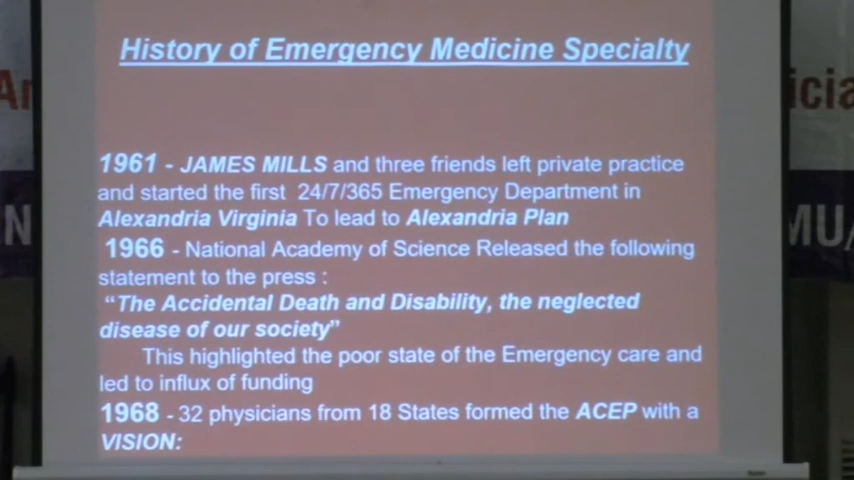 History of Emergency Medicine Specialty
1961 - JAMES MILLS and three friends left private practice
and started the first 24/7/365 Emergency Department in
Alexandria Virginia To lead to Alexandria Plan
1966 - National Academy of Science Released the following
statement to the press :
“The Accidental Death and Disability, the neglected
disease of our society”
This highlighted the poor state of the Emergency care and
led to influx of funding
1968 - 32 physicians from 18 States formed the ACEP with a
VISION: